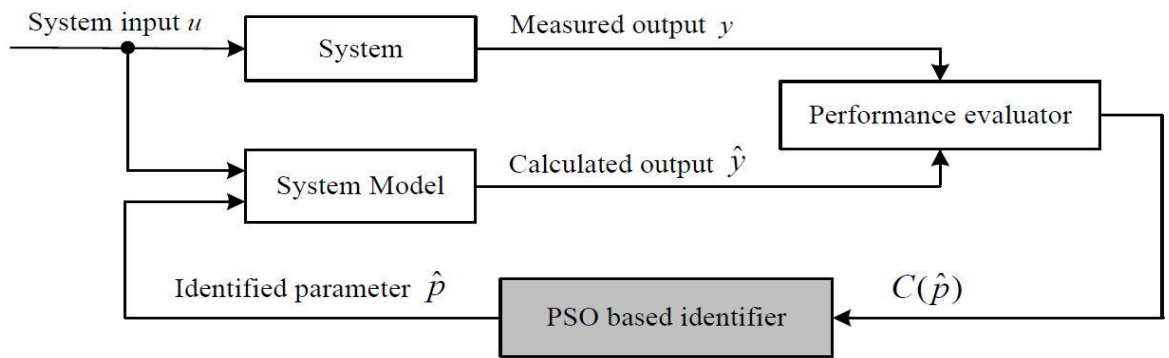 System input u
System
Measured output y
Performance evaluator
System Model
Calculated output ŷ
Identified parameter p̂
PSO based identifier
C(p̂)